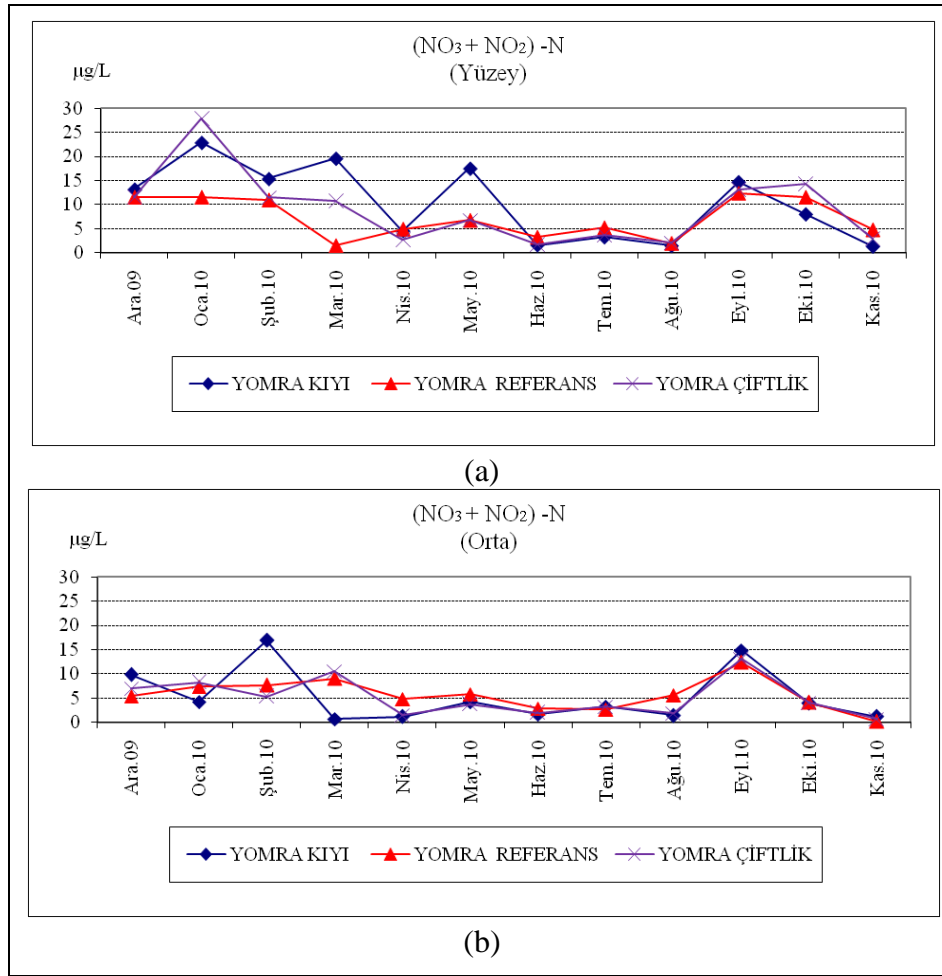 (NO₃ + NO₂) -N
(Yüzey)
µg/L
30
25
20
15
10
5
0
Ara.09 Oca.10 Şub.10 Mar.10 Nis.10 May.10 Haz.10 Tem.10 Ağu.10 Eyl.10 Eki.10 Kas.10
YOMRA KIYI YOMRA REFERANS YOMRA ÇİFTLİK
(a)
(NO₃ + NO₂) -N
(Orta)
µg/L
30
25
20
15
10
5
0
Ara.09 Oca.10 Şub.10 Mar.10 Nis.10 May.10 Haz.10 Tem.10 Ağu.10 Eyl.10 Eki.10 Kas.10
YOMRA KIYI YOMRA REFERANS YOMRA ÇİFTLİK
(b)